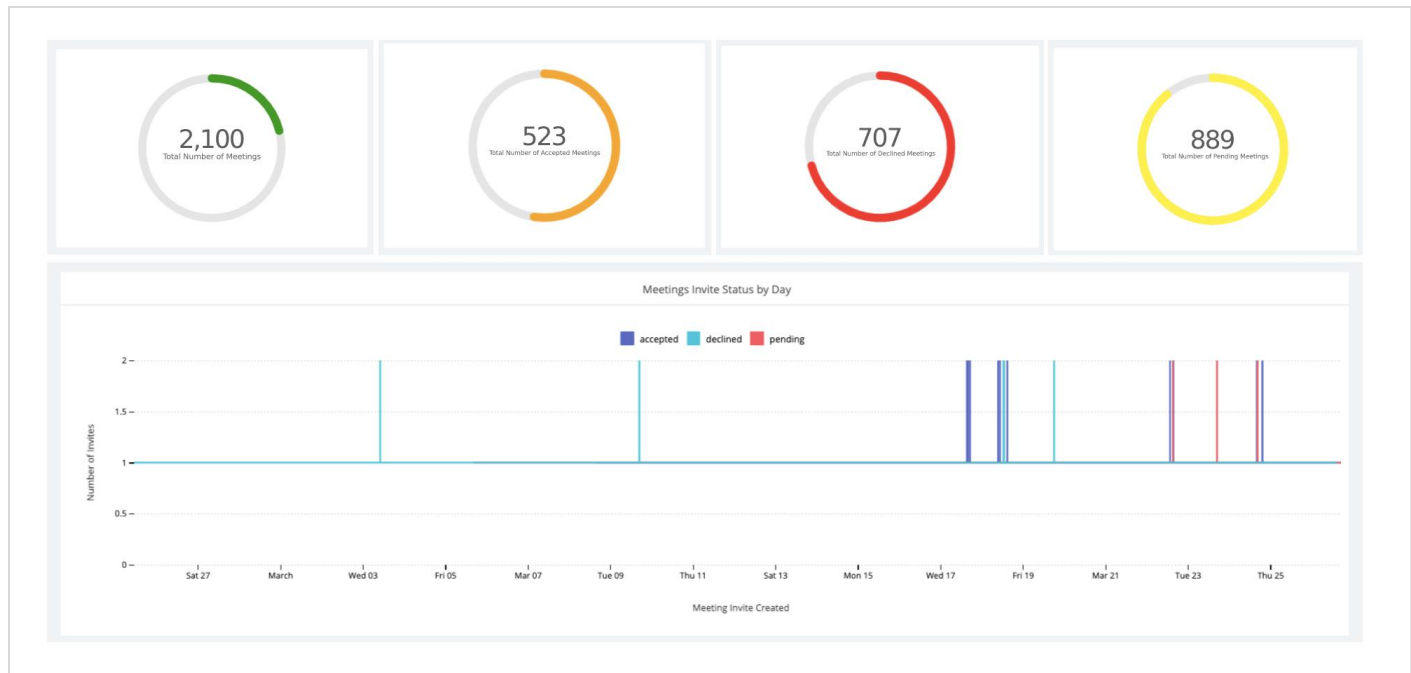 2,100
Total Number of Meetings
523
Total Number of Accepted Meetings
707
Total Number of Declined Meetings
889
Total Number of Pending Meetings
Meetings Invite Status by Day
accepted declined pending
Number of Invites
2
1.5
1
0.5
0
Sat 27 March Wed 03 Fri 05 Mar 07 Tue 09 Thu 11 Sat 13 Mon 15 Wed 17 Fri 19 Mar 21 Tue 23 Thu 25
Meeting Invite Created